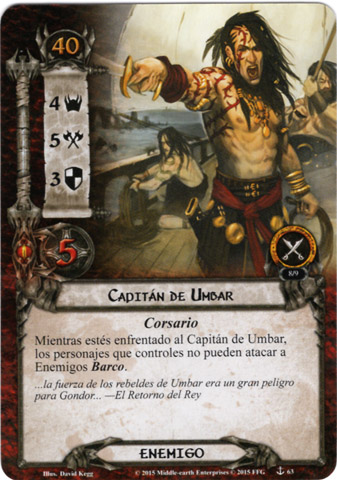 40
4
5
3
5
8/9
Capitán de Umbar
Corsario
Mientras estés enfrentado al Capitán de Umbar,
los personajes que controles no pueden atacar a
Enemigos Barco.
...la fuerza de los rebeldes de Umbar era un gran peligro
para Gondor... —El Retorno del Rey
ENEMIGO
Illus. David Kegg © 2015 Middle-earth Enterprises © 2015 FFG 63